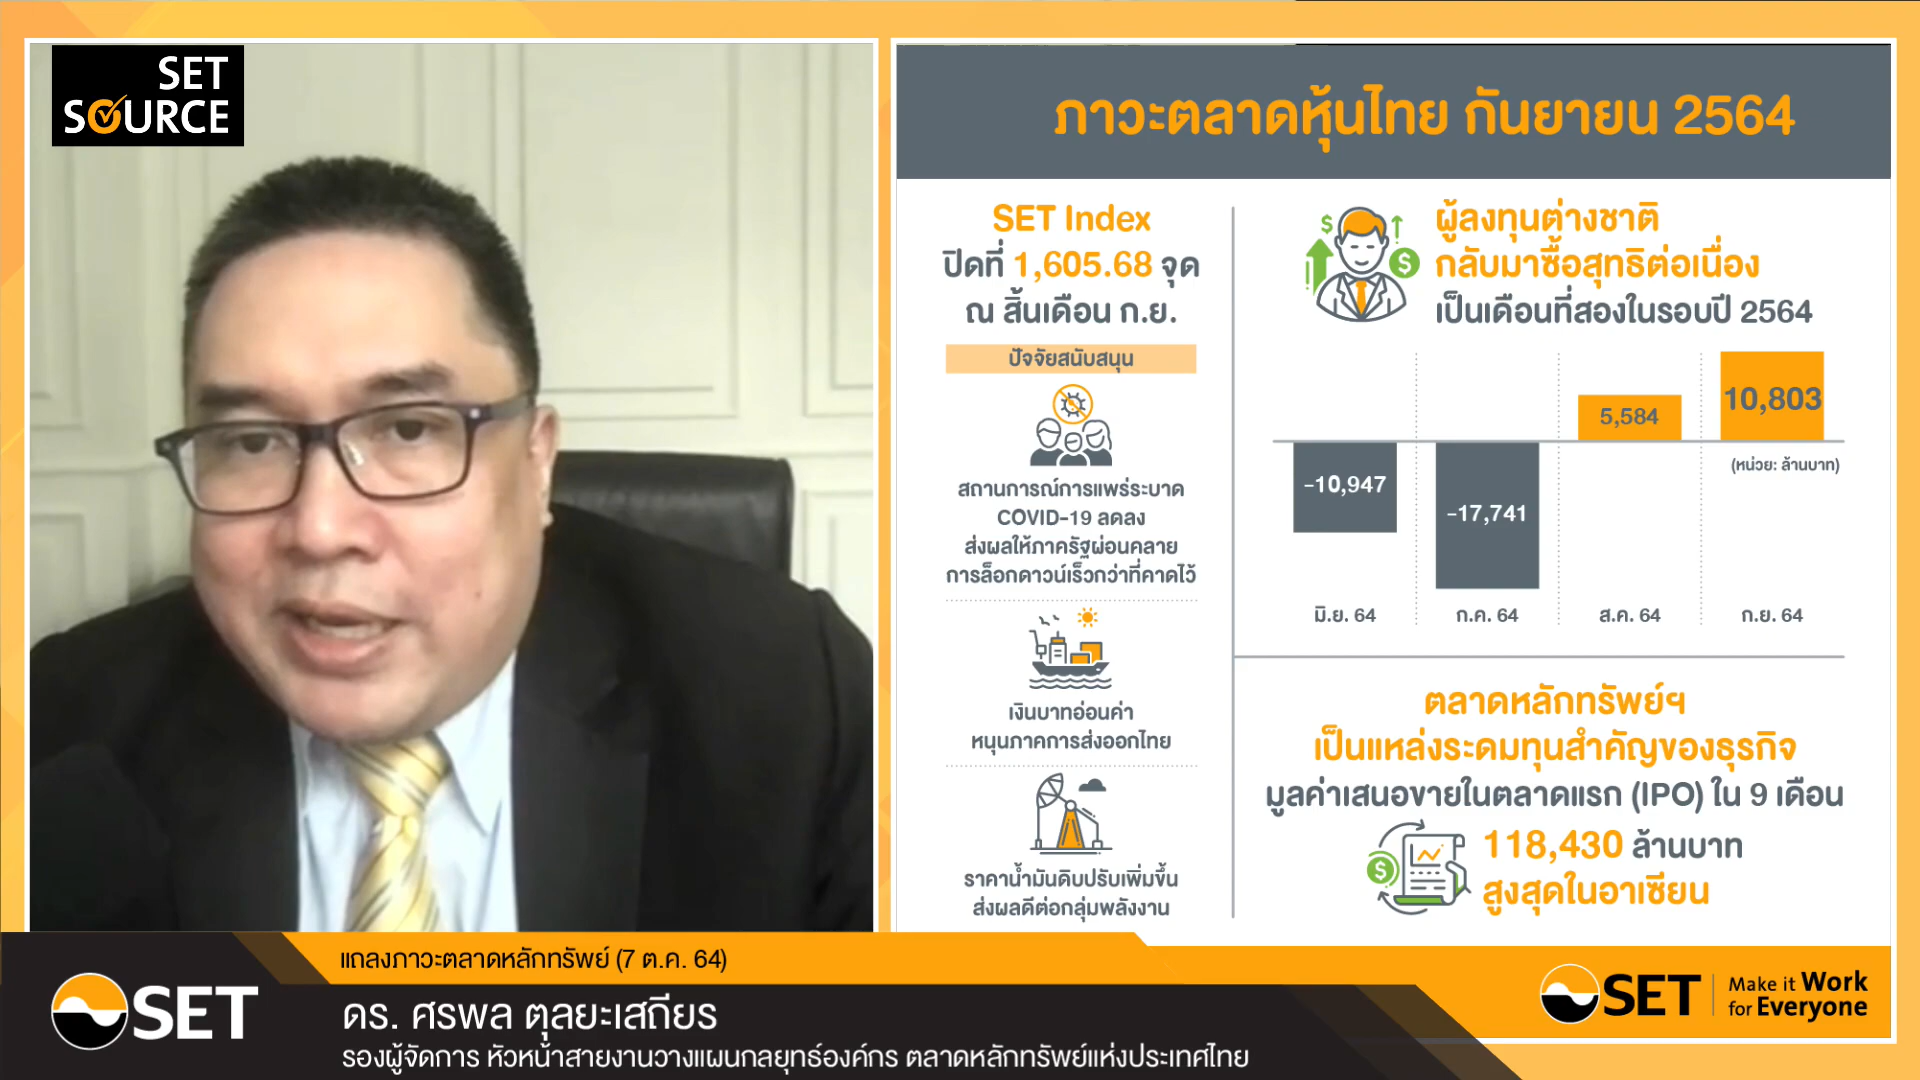 SET
SOURCE
ภาวะตลาดหุ้นไทย กันยายน 2564
SET Index
ปิดที่ 1,605.68 จุด
ณ สิ้นเดือน ก.ย.
ปัจจัยสนับสนุน
สถานการณ์การแพร่ระบาด
COVID-19 ลดลง
ส่งผลให้ภาครัฐผ่อนคลาย
การล็อกดาวน์เร็วกว่าที่คาดไว้
เงินบาทอ่อนค่า
หนุนภาคการส่งออกไทย
ราคาน้ำมันดิบปรับเพิ่มขึ้น
ส่งผลดีต่อกลุ่มพลังงาน
ผู้ลงทุนต่างชาติ
กลับมาซื้อสุทธิต่อเนื่อง
เป็นเดือนที่สองในรอบปี 2564
-10,947
-17,741
5,584
10,803
(หน่วย: ล้านบาท)
มิ.ย. 64
ก.ค. 64
ส.ค. 64
ก.ย. 64
ตลาดหลักทรัพย์ฯ
เป็นแหล่งระดมทุนสำคัญของธุรกิจ
มูลค่าเสนอขายในตลาดแรก (IPO) ใน 9 เดือน
118,430 ล้านบาท
สูงสุดในอาเซียน
แถลงภาวะตลาดหลักทรัพย์ (7 ต.ค. 64)
SET
ดร. ศรพล ตุลยะเสถียร
รองผู้จัดการ หัวหน้าสายงานวางแผนกลยุทธ์องค์กร ตลาดหลักทรัพย์แห่งประเทศไทย
SET
Make it Work
for Everyone